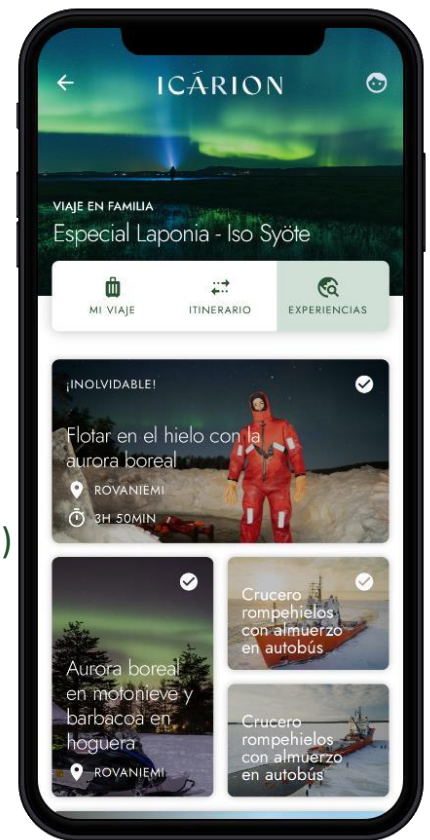 ICÁRION
VIAJE EN FAMILIA
Especial Laponia - Iso Syöte
MI VIAJE
ITINERARIO
EXPERIENCIAS
¡INOLVIDABLE!
Flotar en el hielo con la
aurora boreal
ROVANIEMI
3H 50MIN
)
Aurora boreal
en motonieve y
barbacoa en
hoguera
ROVANIEMI
Crucero
rompehielos
con almuerzo
en autobús
Crucero
rompehielos
con almuerzo
en autobús